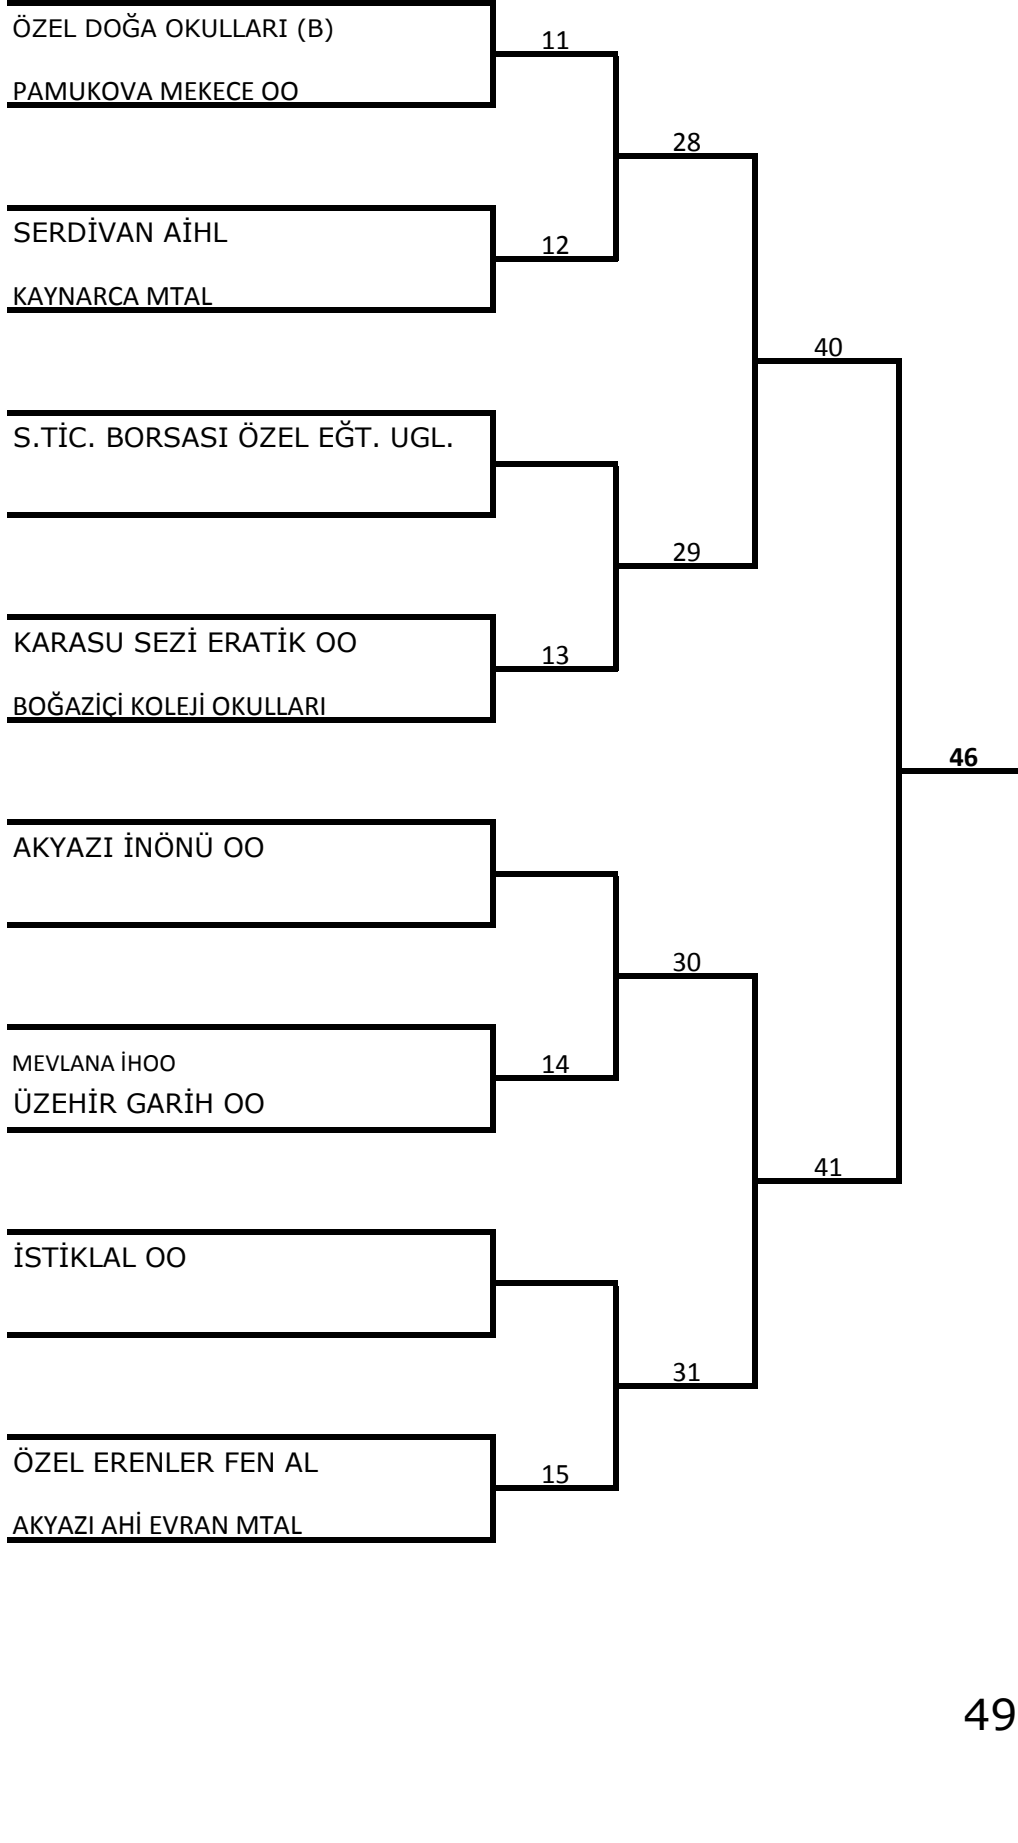 ÖZEL DOĞA OKULLARI (B)
11
PAMUKOVA MEKECE OO
28
SERDİVAN AİHL
12
KAYNARCA MTAL
40
S.TİC. BORSASI ÖZEL EĞT. UGL.
29
KARASU SEZİ ERATİK OO
13
BOĞAZİÇİ KOLEJİ OKULLARI
46
AKYAZI İNÖNÜ OO
30
MEVLANA İHOO
14
ÜZEHİR GARİH OO
41
İSTİKLAL OO
31
ÖZEL ERENLER FEN AL
15
AKYAZI AHİ EVRAN MTAL
49